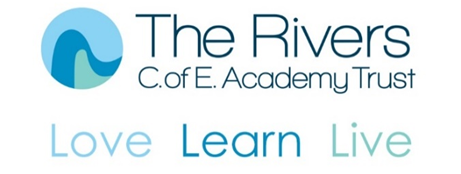 The Rivers
C.of E. Academy Trust
Love Learn Live